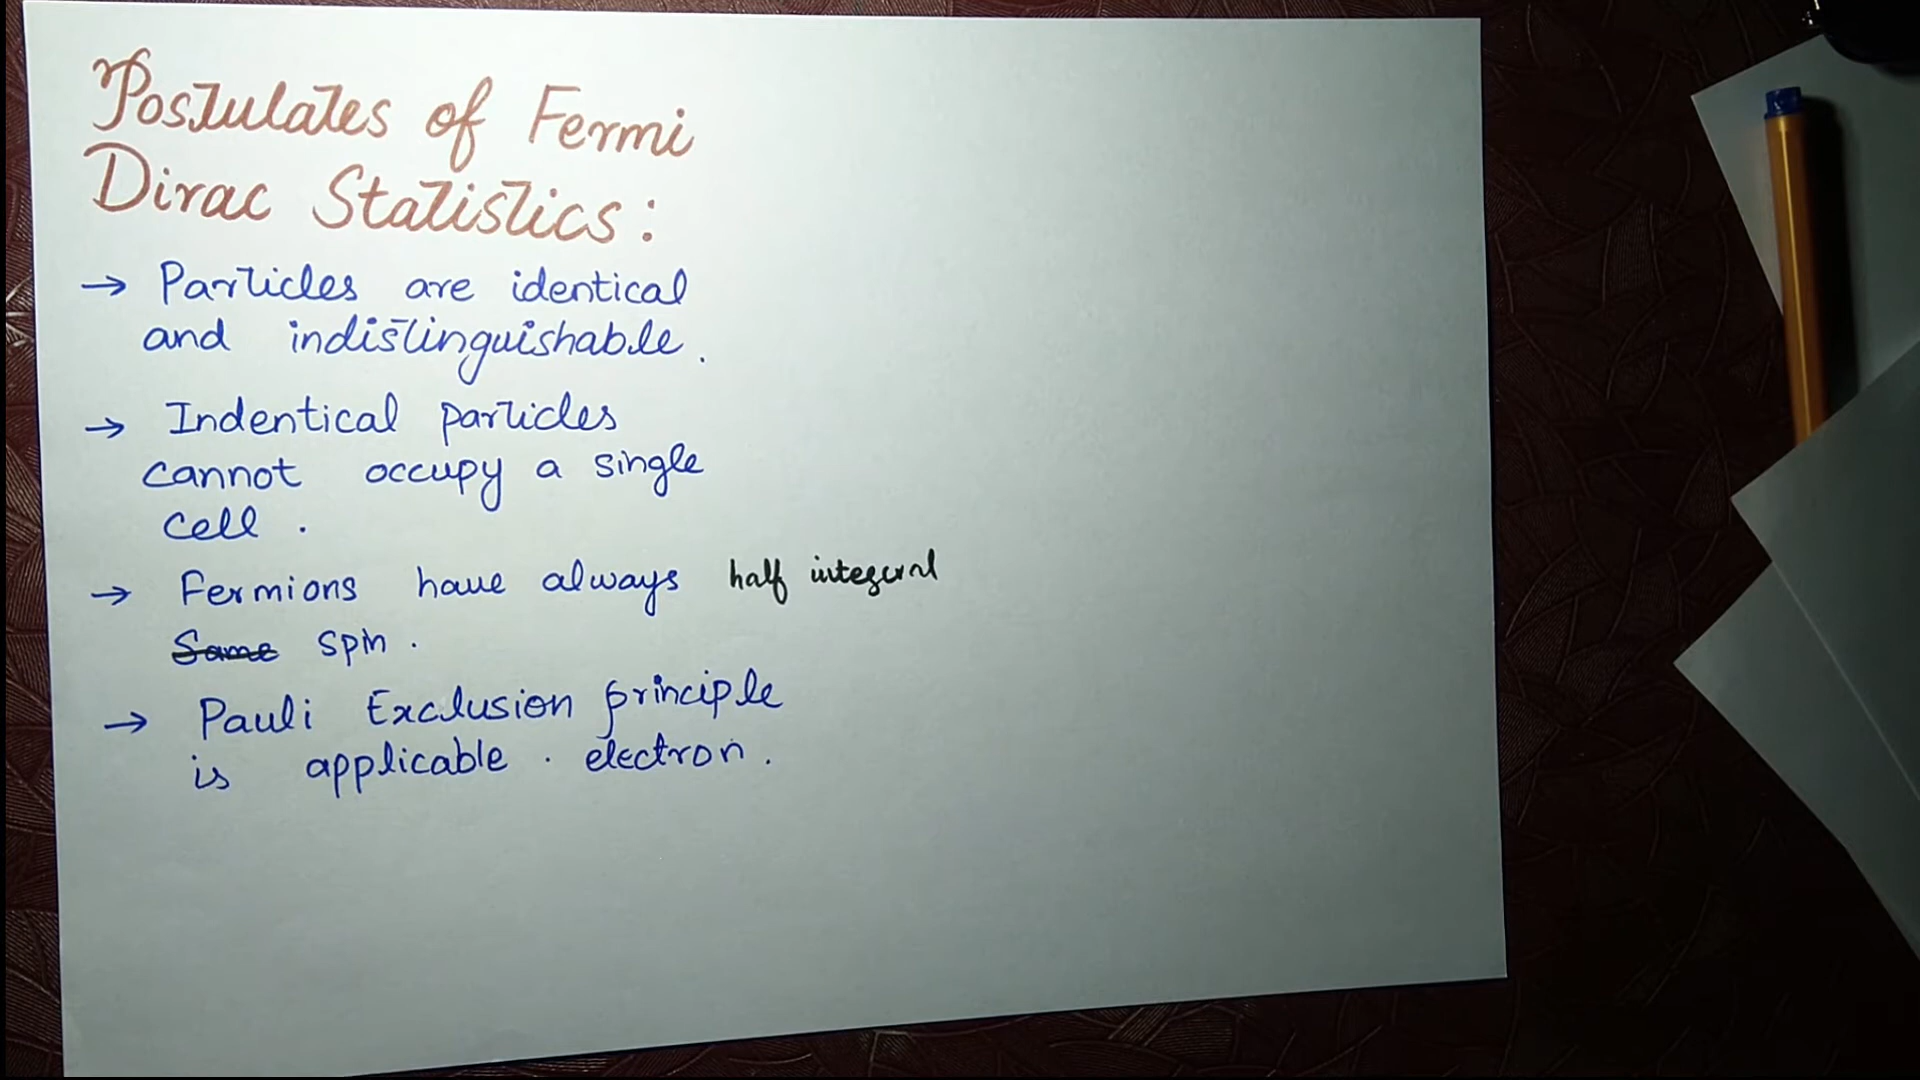 Postulates of Fermi
Dirac Statistics:
→ Particles are identical
and indistinguishable.
→ Indentical particles
cannot occupy a single
cell.
→ Fermions have always half integral
Same spin.
→ Pauli Exclusion principle
is applicable . electron.